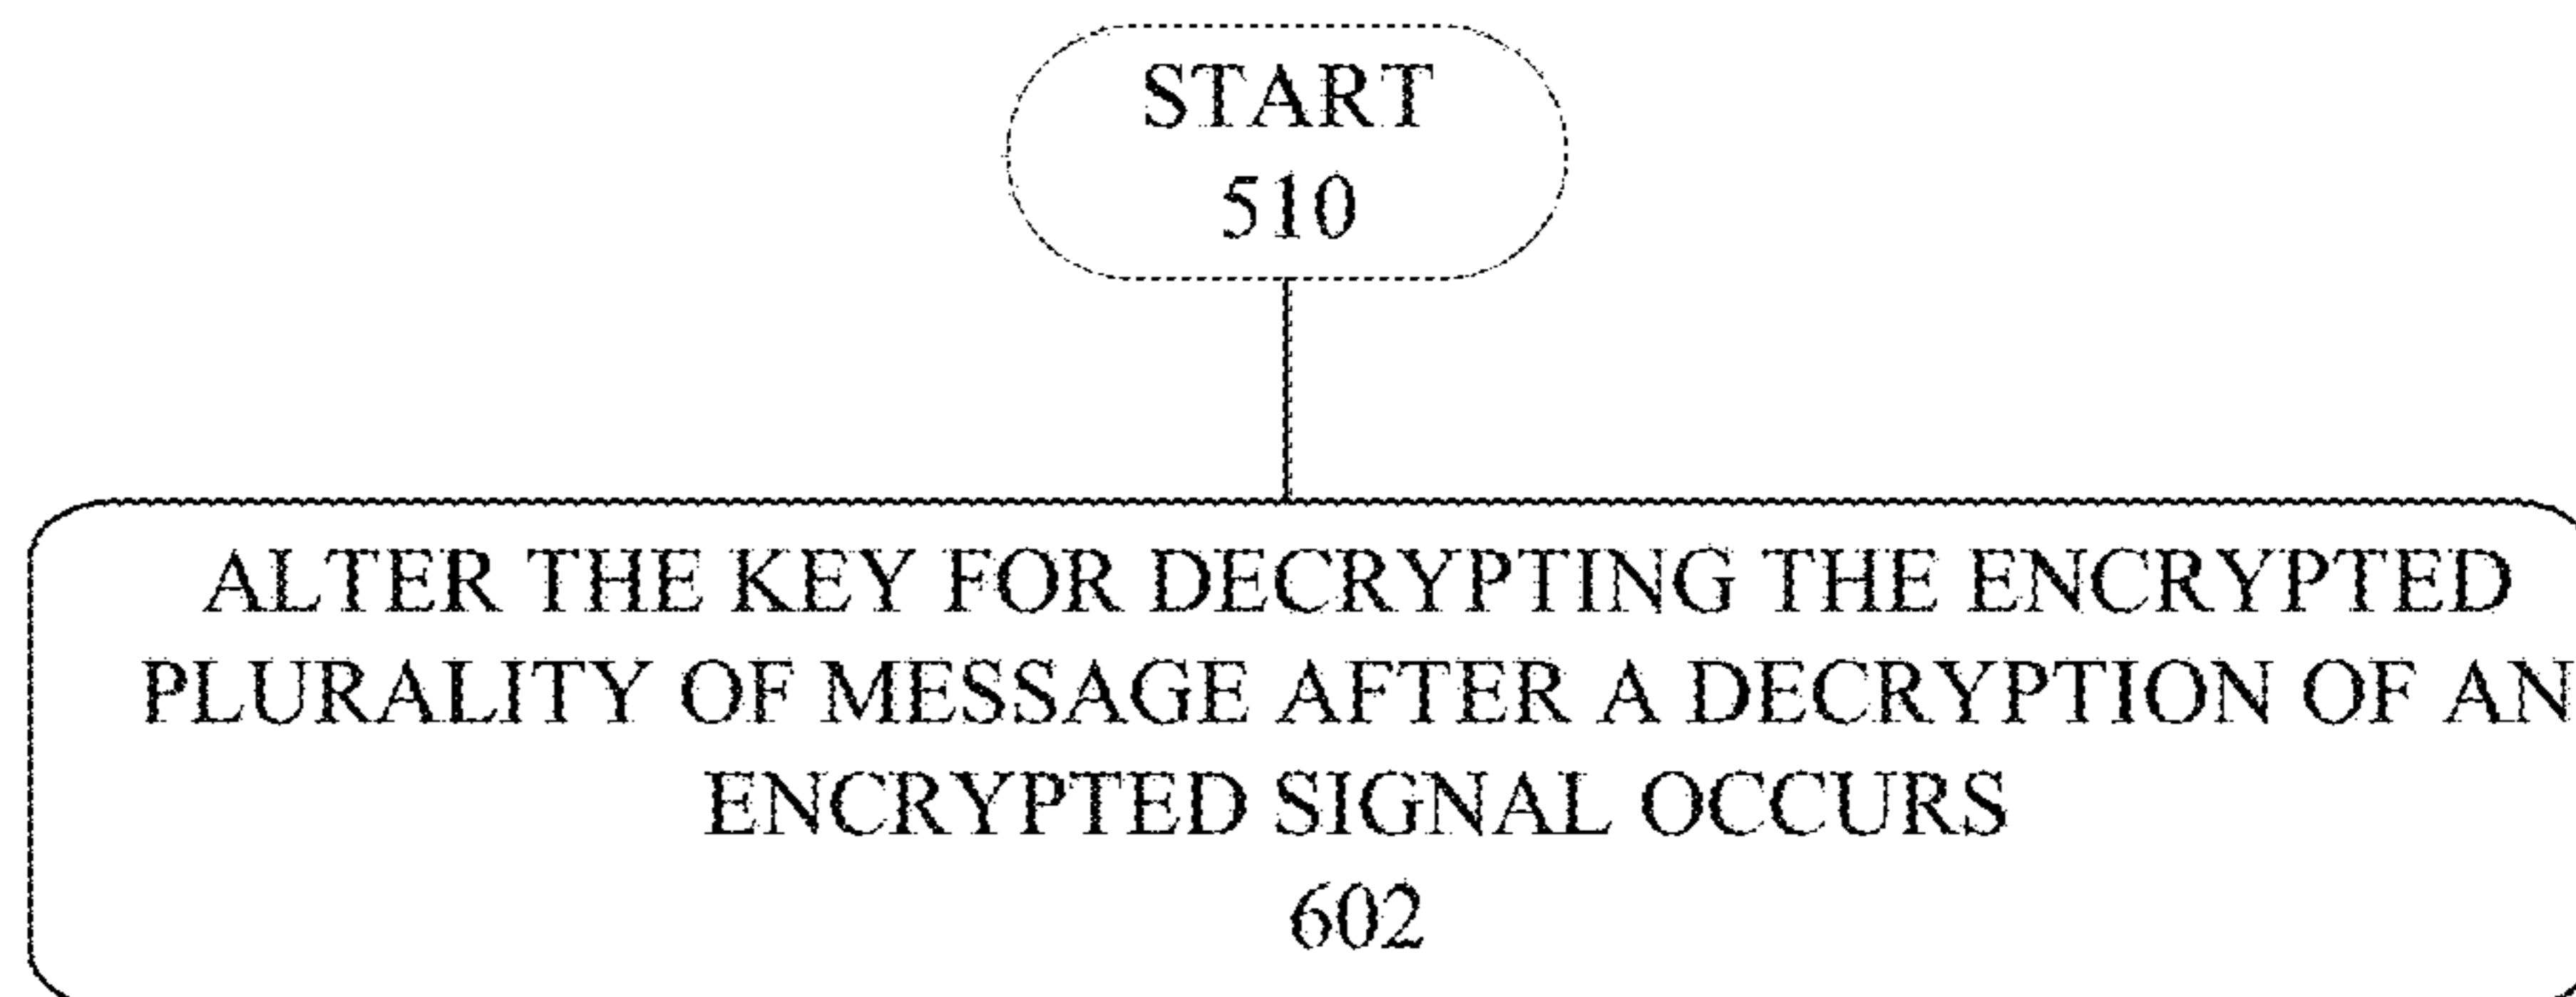 START
510
ALTER THE KEY FOR DECRYPTING THE ENCRYPTED
PLURALITY OF MESSAGE AFTER A DECRYPTION OF AN
ENCRYPTED SIGNAL OCCURS
602